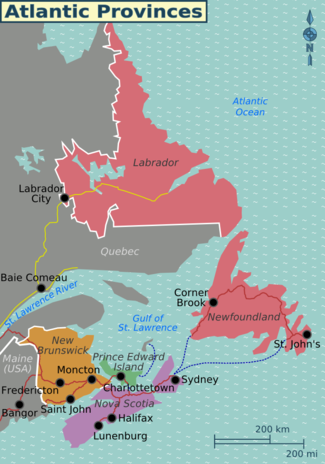 Atlantic Provinces
N
Atlantic
Ocean
Labrador
Labrador
City
Quebec
Baie Comeau
St. Lawrence River
Corner
Brook
Gulf of
St. Lawrence
Newfoundland
St. John's
New
Brunswick
Maine
(USA)
Moncton
Prince Edward
Island
Sydney
Fredericton
Charlottetown
Saint John
Nova Scotia
Bangor
Halifax
Lunenburg
200 km
200 mi